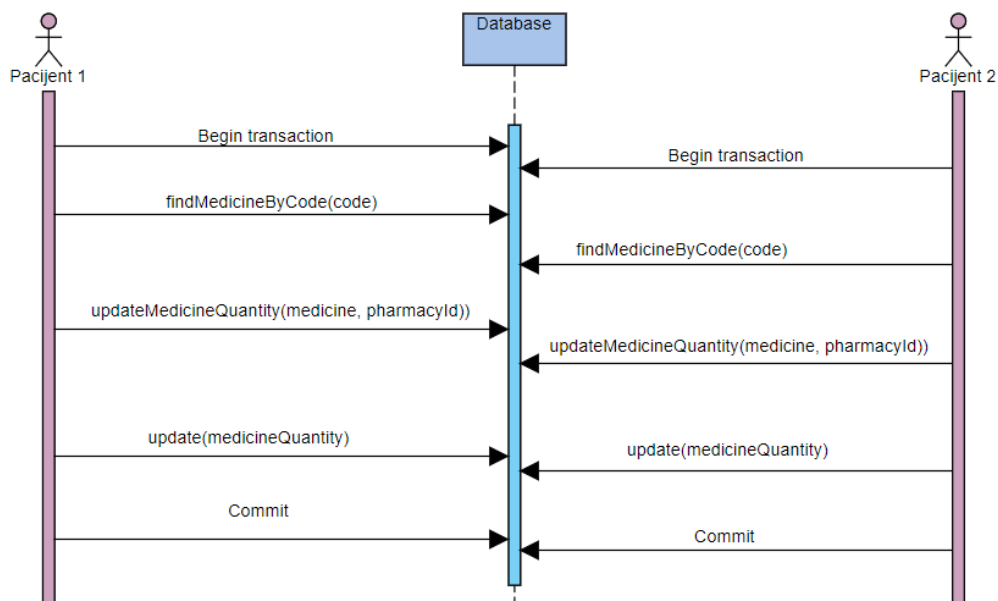 Database
Pacijent 1
Pacijent 2
Begin transaction
Begin transaction
findMedicineByCode(code)
findMedicineByCode(code)
updateMedicineQuantity(medicine, pharmacyId))
updateMedicineQuantity(medicine, pharmacyId))
update(medicineQuantity)
update(medicineQuantity)
Commit
Commit